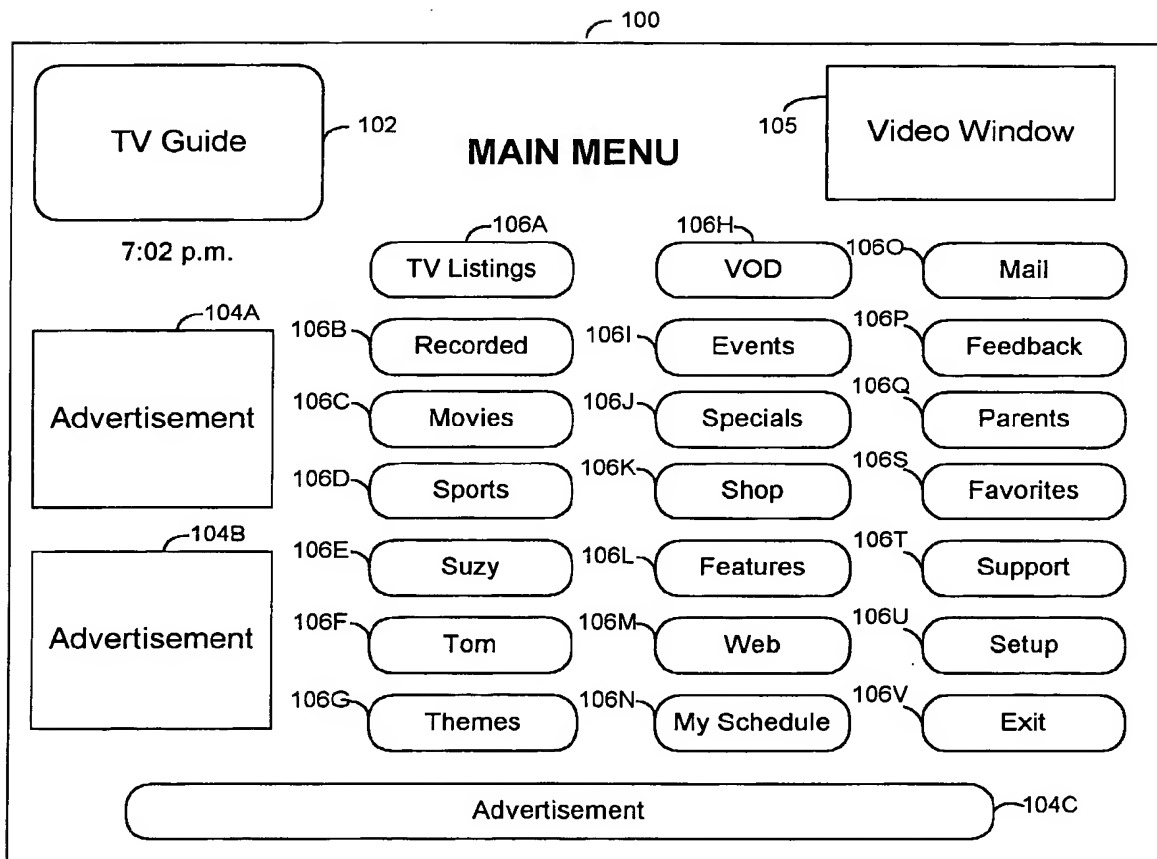 100
TV Guide
102
MAIN MENU
105
Video Window
7:02 p.m.
106A
TV Listings
106H
VOD
106O
Mail
104A
Advertisement
106B
Recorded
106I
Events
106P
Feedback
106C
Movies
106J
Specials
106Q
Parents
106D
Sports
106K
Shop
106S
Favorites
104B
Advertisement
106E
Suzy
106L
Features
106T
Support
106F
Tom
106M
Web
106U
Setup
106G
Themes
106N
My Schedule
106V
Exit
Advertisement
104C